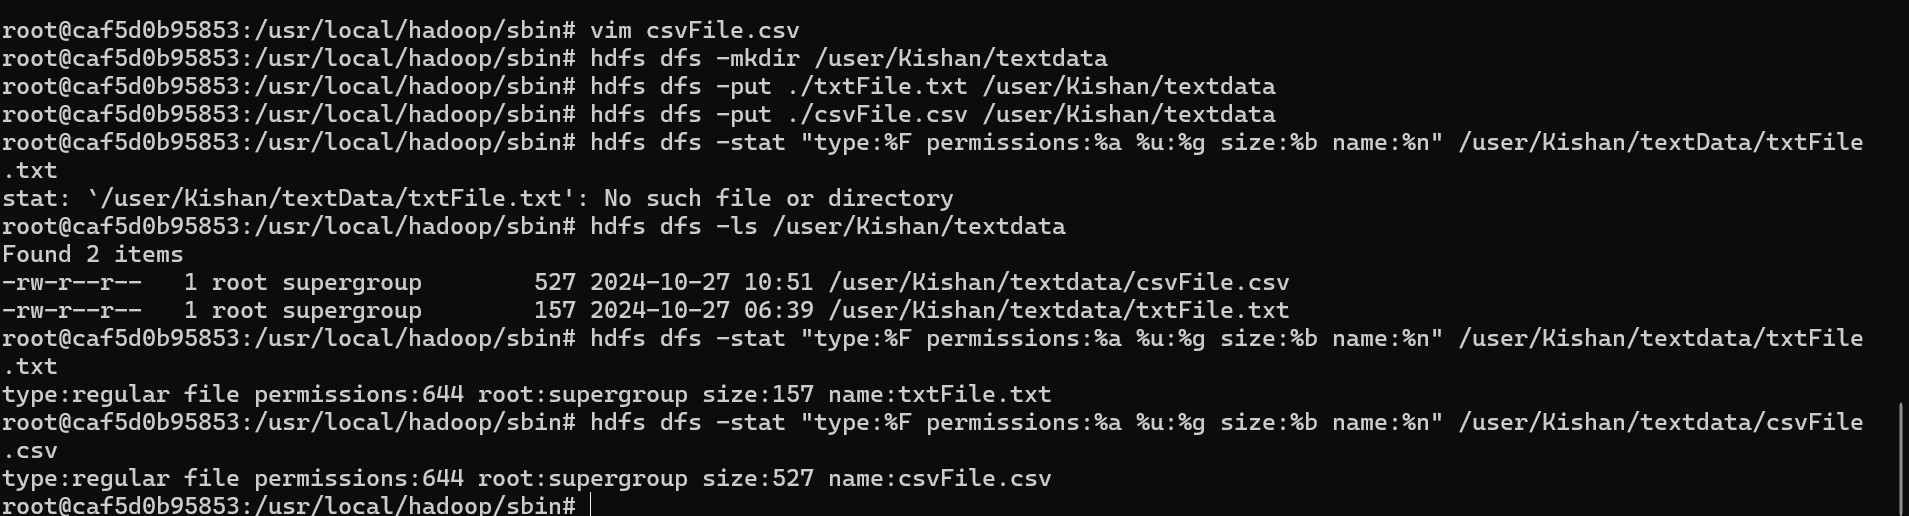 root@caf5d0b95853:/usr/local/hadoop/sbin# vim csvFile.csv
root@caf5d0b95853:/usr/local/hadoop/sbin# hdfs dfs -mkdir /user/Kishan/textdata
root@caf5d0b95853:/usr/local/hadoop/sbin# hdfs dfs -put ./txtFile.txt /user/Kishan/textdata
root@caf5d0b95853:/usr/local/hadoop/sbin# hdfs dfs -put ./csvFile.csv /user/Kishan/textdata
root@caf5d0b95853:/usr/local/hadoop/sbin# hdfs dfs -stat "type:%F permissions:%a %u:%g size:%b name:%n" /user/Kishan/textData/txtFile
.txt
stat: `/user/Kishan/textData/txtFile.txt': No such file or directory
root@caf5d0b95853:/usr/local/hadoop/sbin# hdfs dfs -ls /user/Kishan/textdata
Found 2 items
-rw-r--r--   1 root supergroup        527 2024-10-27 10:51 /user/Kishan/textdata/csvFile.csv
-rw-r--r--   1 root supergroup        157 2024-10-27 06:39 /user/Kishan/textdata/txtFile.txt
root@caf5d0b95853:/usr/local/hadoop/sbin# hdfs dfs -stat "type:%F permissions:%a %u:%g size:%b name:%n" /user/Kishan/textdata/txtFile
.txt
type:regular file permissions:644 root:supergroup size:157 name:txtFile.txt
root@caf5d0b95853:/usr/local/hadoop/sbin# hdfs dfs -stat "type:%F permissions:%a %u:%g size:%b name:%n" /user/Kishan/textdata/csvFile
.csv
type:regular file permissions:644 root:supergroup size:527 name:csvFile.csv
root@caf5d0b95853:/usr/local/hadoop/sbin#